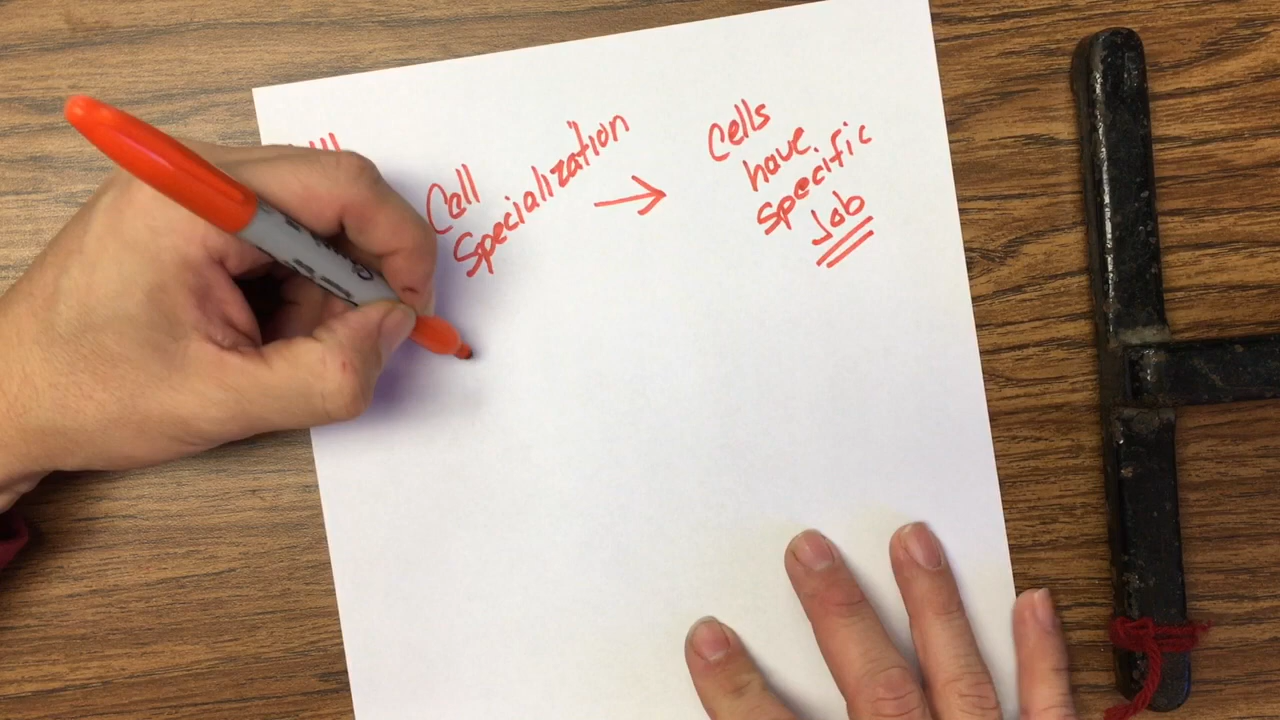 Cell
Specialization →
Cells
have
specific
Job